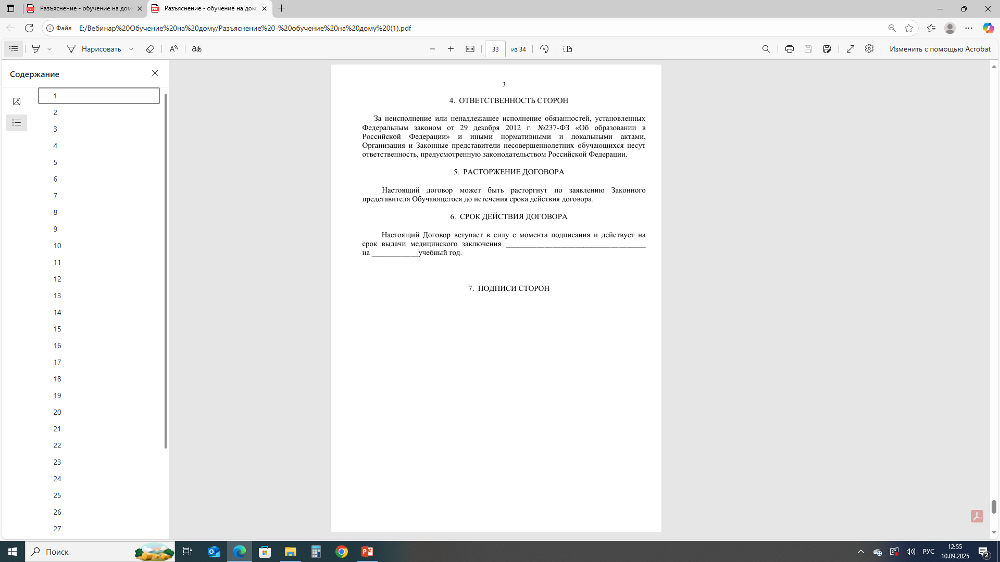 Разъяснение - обучение на дом
Разъяснение - обучение на дом
Файл
E:/Вебинар%20Обучение%20на%20дому/Разъяснение%20-%20обучение%20на%20дому%20(1).pdf
Нарисовать
33 из 34
Изменить с помощью Acrobat
Содержание
1
2
3
4
5
6
7
8
9
10
11
12
13
14
15
16
17
18
19
20
21
22
23
24
25
26
27
3
4. ОТВЕТСТВЕННОСТЬ СТОРОН
За неисполнение или ненадлежащее исполнение обязанностей, установленных
Федеральным законом от 29 декабря 2012 г. №237-ФЗ «Об образовании в
Российской Федерации» и иными нормативными и локальными актами,
Организация и Законные представители несовершеннолетних обучающихся несут
ответственность, предусмотренную законодательством Российской Федерации.
5. РАСТОРЖЕНИЕ ДОГОВОРА
Настоящий договор может быть расторгнут по заявлению Законного
представителя Обучающегося до истечения срока действия договора.
6. СРОК ДЕЙСТВИЯ ДОГОВОРА
Настоящий Договор вступает в силу с момента подписания и действует на
срок выдачи медицинского заключения ____________________________________
на ____________учебный год.
7. ПОДПИСИ СТОРОН
Поиск
РУС
12:55
10.09.2025
2